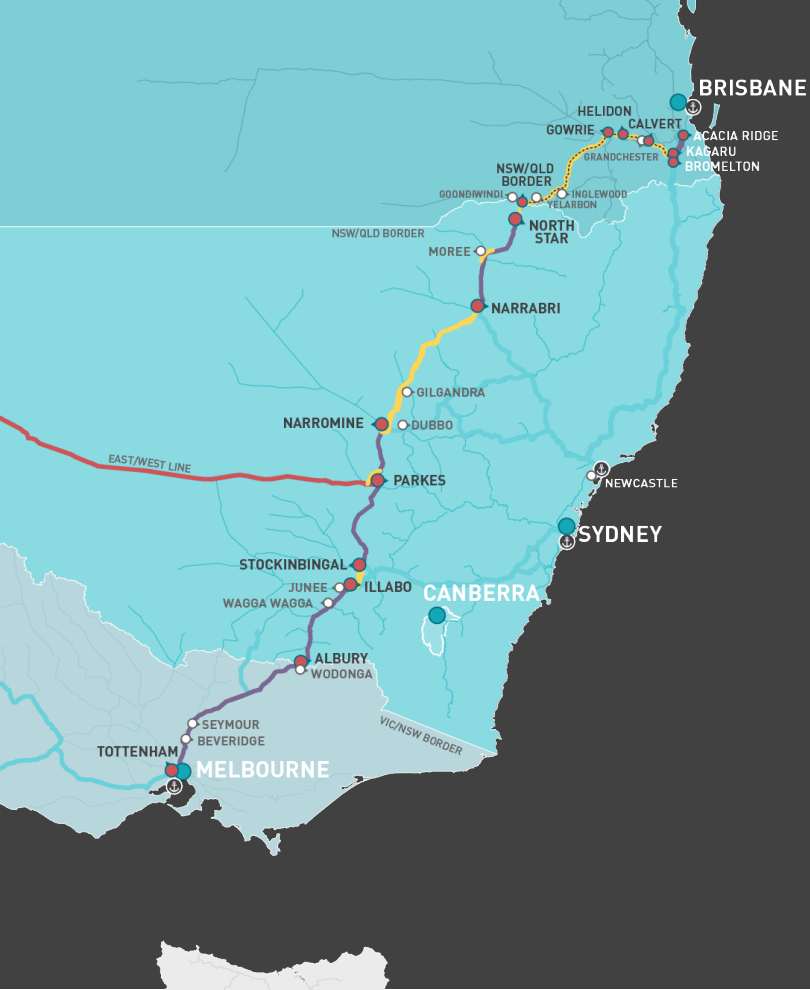 BRISBANE
HELIDON
CALVERT
GOWRIE
ACACIA RIDGE
KAGARU
GRANDCHESTER
BROMELTON
NSW/QLD
BORDER
GOONDIWINDI
INGLEWOOD
YELARBON
NORTH
STAR
NSW/QLD BORDER
MOREE
NARRABRI
GILGANDRA
NARROMINE
DUBBO
EAST/WEST LINE
PARKES
NEWCASTLE
SYDNEY
STOCKINBINGAL
JUNEE
ILLABO
CANBERRA
WAGGA WAGGA
ALBURY
WODONGA
SEYMOUR
VIC/NSW BORDER
BEVERIDGE
TOTTENHAM
MELBOURNE